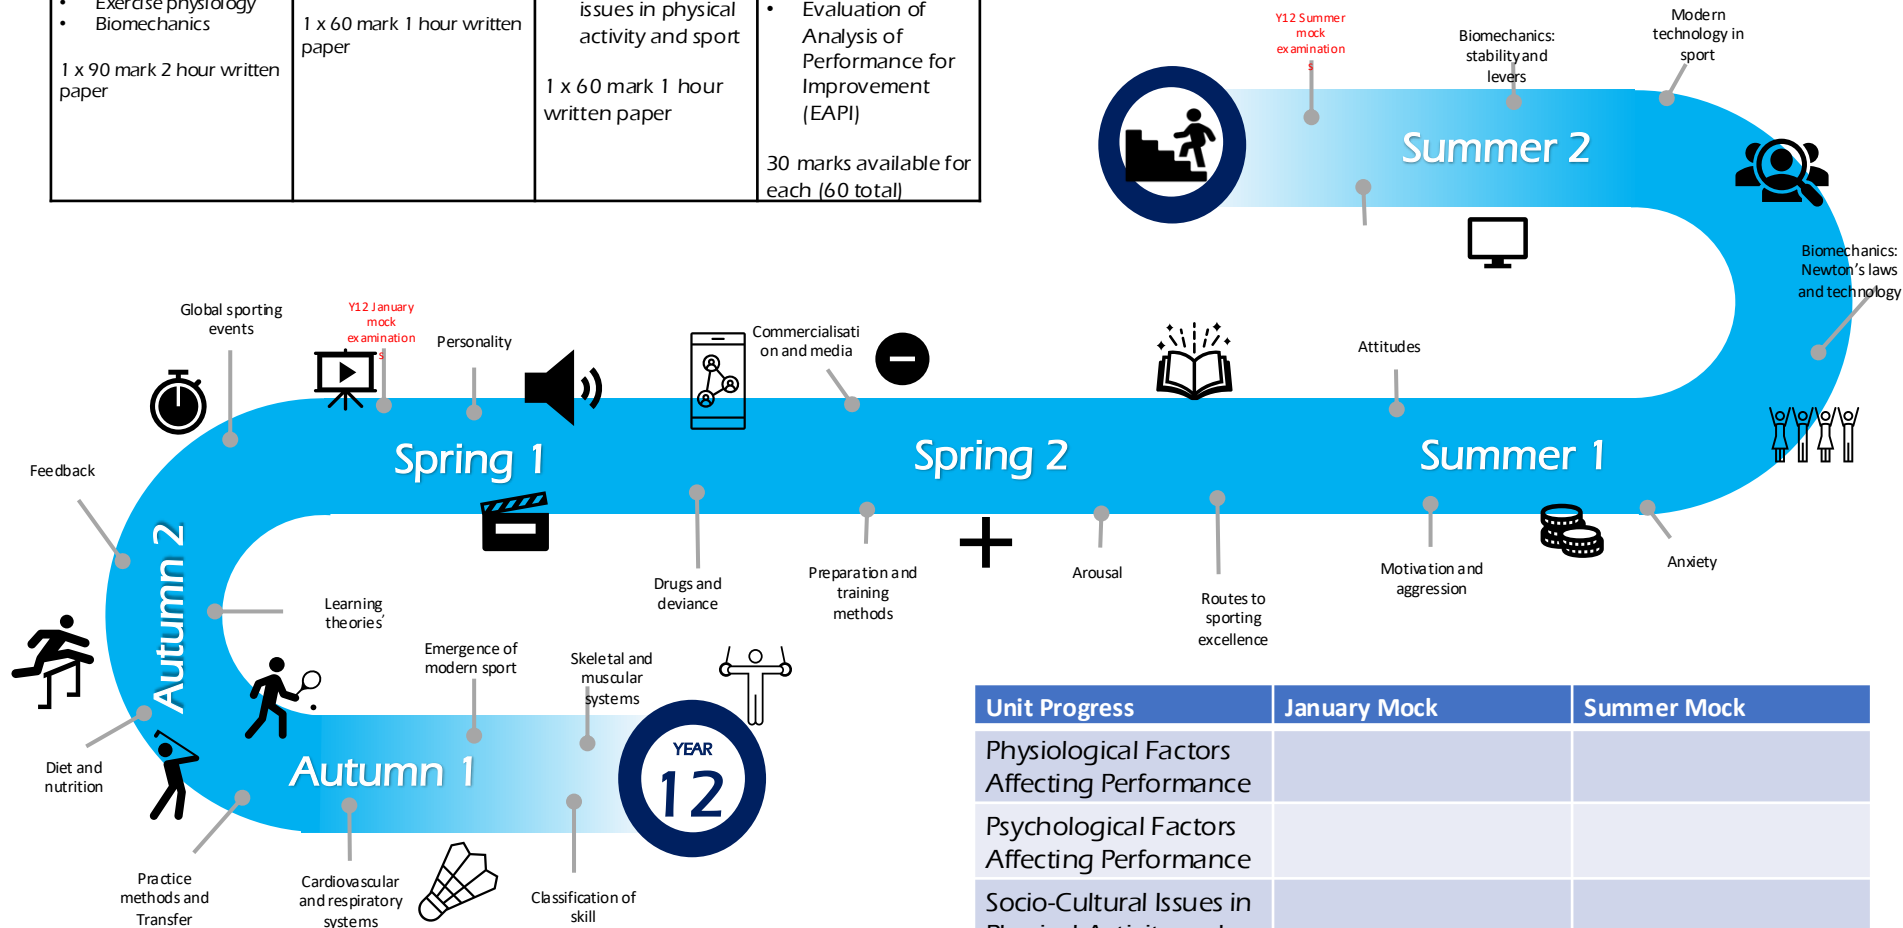 • Exercise physiology
• Biomechanics
1 x 90 mark 2 hour written
paper
1 x 60 mark 1 hour written
paper
issues in physical
activity and sport
1 x 60 mark 1 hour
written paper
• Evaluation of
Analysis of
Performance for
Improvement
(EAPI)
30 marks available for
each (60 total)
Y12 Summer
mock
examination
s
Biomechanics:
stability and
levers
Modern
technology in
sport
Summer 2
Biomechanics:
Newton's laws
and technology
Global sporting
events
Y12 January
mock
examination
s
Personality
Commercialisati
on and media
Attitudes
Spring 1
Spring 2
Summer 1
Feedback
Autumn 2
Learning
theories'
Drugs and
deviance
Preparation and
training
methods
Arousal
Routes to
sporting
excellence
Motivation and
aggression
Anxiety
Emergence of
modern sport
Skeletal and
muscular
systems
Diet and
nutrition
Autumn 1
YEAR
12
Practice
methods and
Transfer
Cardiovascular
and respiratory
systems
Classification of
skill
Unit Progress
January Mock
Summer Mock
Physiological Factors
Affecting Performance
Psychological Factors
Affecting Performance
Socio-Cultural Issues in
Physical Activity and